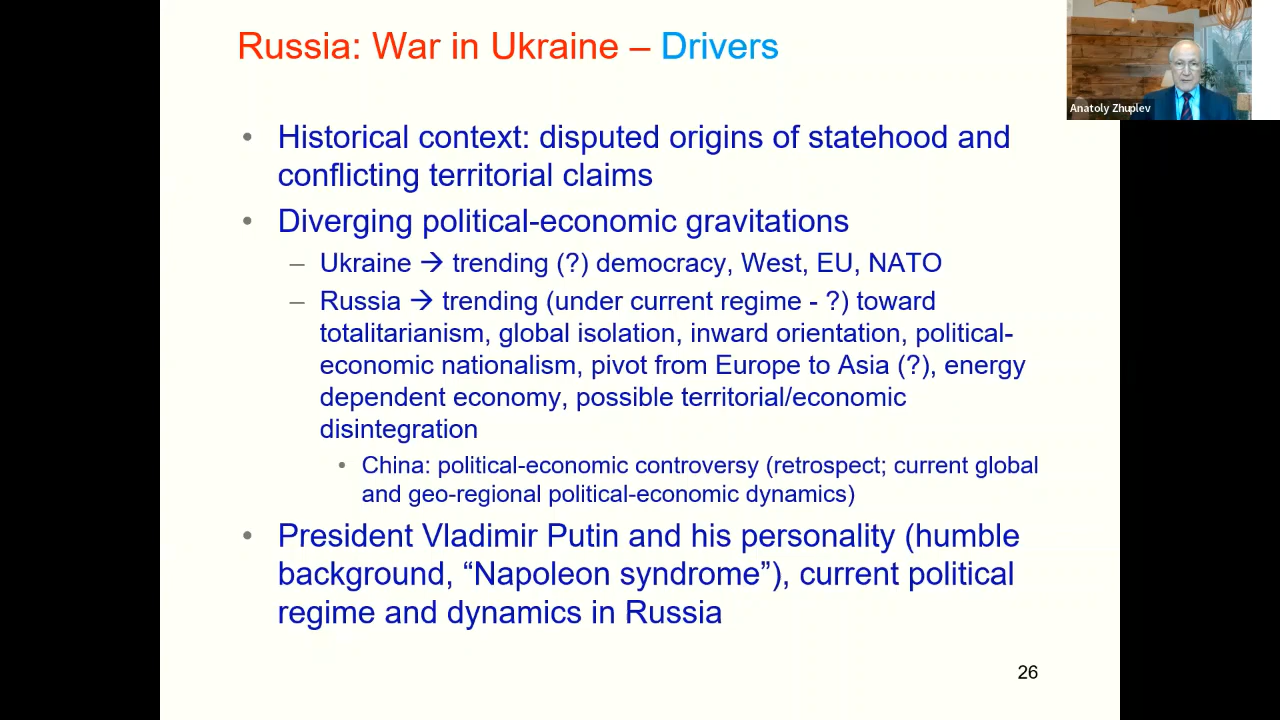 Russia: War in Ukraine – Drivers
Anatoly Zhuplev
• Historical context: disputed origins of statehood and
conflicting territorial claims
• Diverging political-economic gravitations
– Ukraine → trending (?) democracy, West, EU, NATO
– Russia → trending (under current regime - ?) toward
totalitarianism, global isolation, inward orientation, political-
economic nationalism, pivot from Europe to Asia (?), energy
dependent economy, possible territorial/economic
disintegration
• China: political-economic controversy (retrospect; current global
and geo-regional political-economic dynamics)
• President Vladimir Putin and his personality (humble
background, “Napoleon syndrome”), current political
regime and dynamics in Russia
26